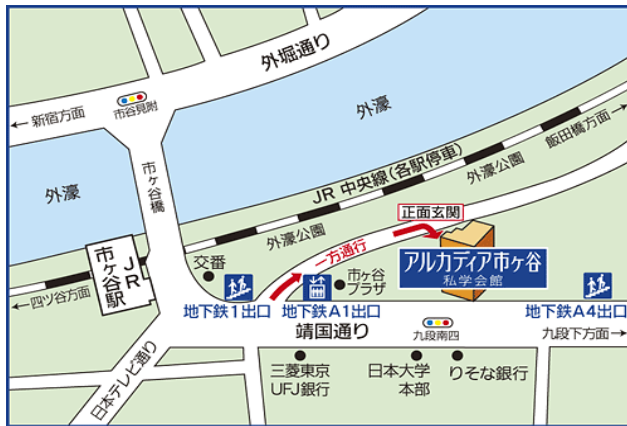 外堀通り
市谷見附
←新宿方面
外濠
飯田橋方面→
市ヶ谷橋
JR 中央線(各駅停車)
外濠公園
外濠
正面玄関
外濠公園
一方通行
JR
市ヶ谷駅
交番
アルカディア市ヶ谷
私学会館
市ヶ谷
プラザ
←四ツ谷方面
地下鉄1出口
地下鉄A1出口
地下鉄A4出口
靖国通り
九段南四
九段下方面→
日本テレビ通り
三菱東京
UFJ銀行
日本大学
本部
りそな銀行